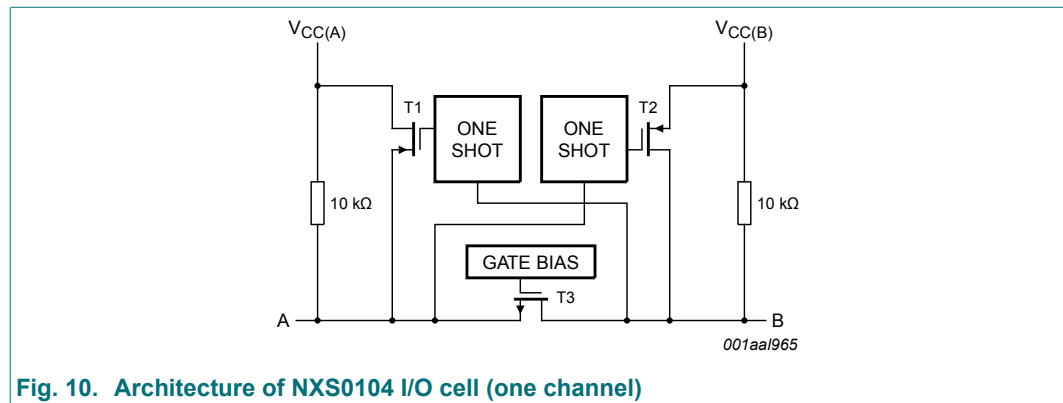 VCC(A)
VCC(B)
T1
ONE
SHOT
ONE
SHOT
T2
10 kΩ
10 kΩ
GATE BIAS
T3
A
B
001aal965
Fig. 10. Architecture of NXS0104 I/O cell (one channel)